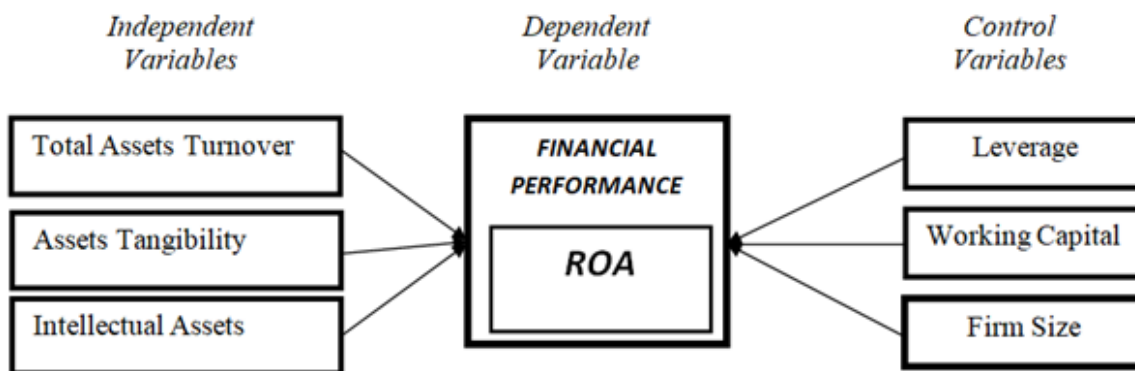 Independent
Variables
Dependent
Variable
Control
Variables
Total Assets Turnover
Assets Tangibility
Intellectual Assets
FINANCIAL
PERFORMANCE
ROA
Leverage
Working Capital
Firm Size